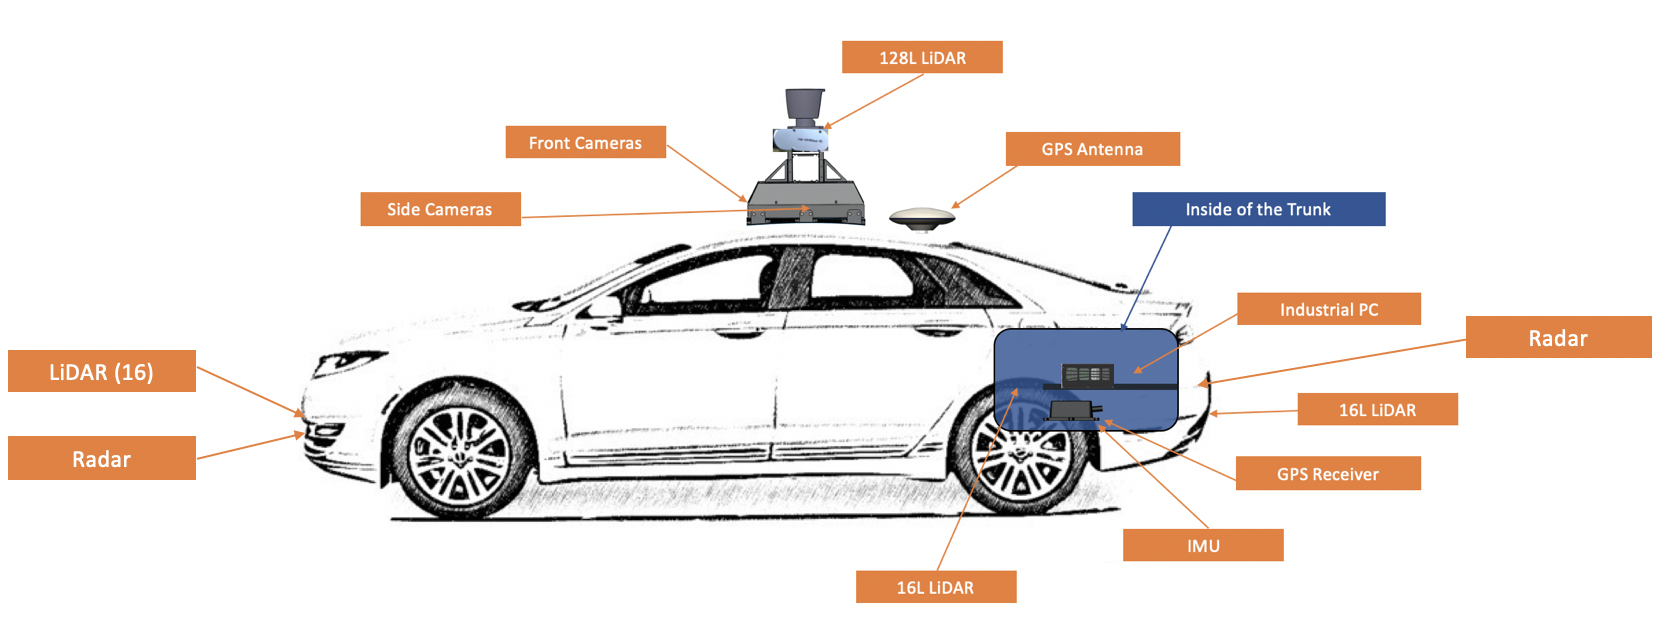 128L LiDAR
Front Cameras
GPS Antenna
Side Cameras
Inside of the Trunk
Industrial PC
Radar
LiDAR (16)
16L LiDAR
Radar
GPS Receiver
IMU
16L LiDAR